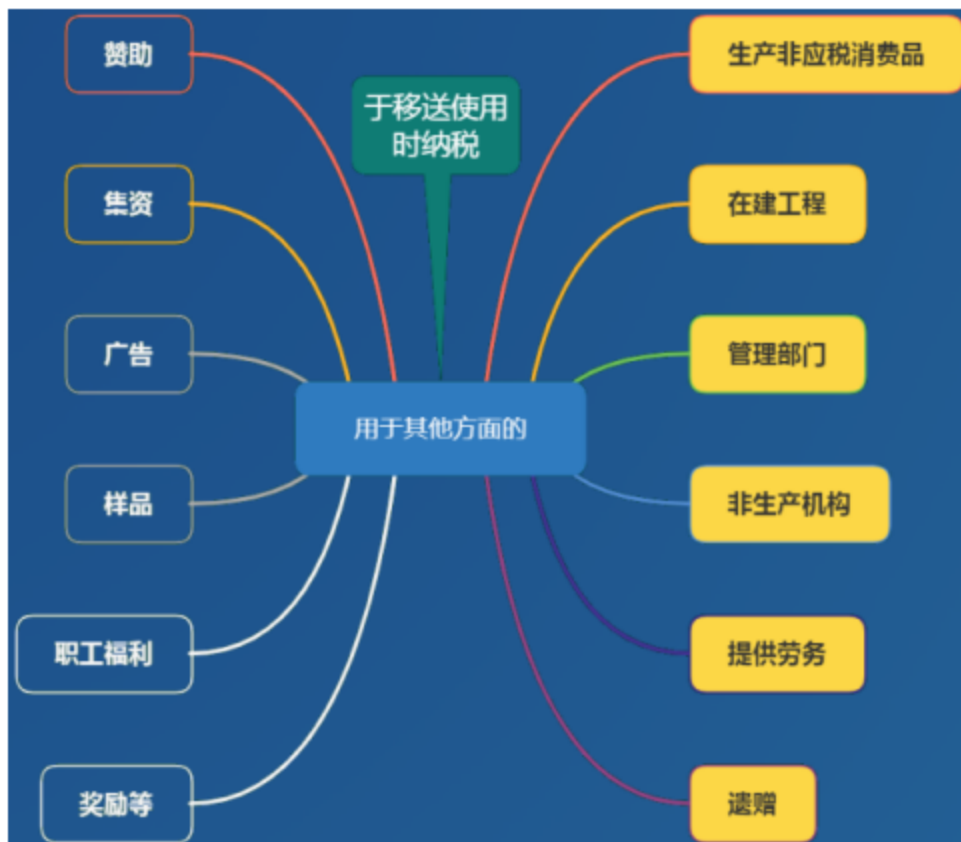 赞助
生产非应税消费品
于移送使用
时纳税
集资
在建工程
广告
管理部门
用于其他方面的
样品
非生产机构
职工福利
提供劳务
奖励等
遗赠